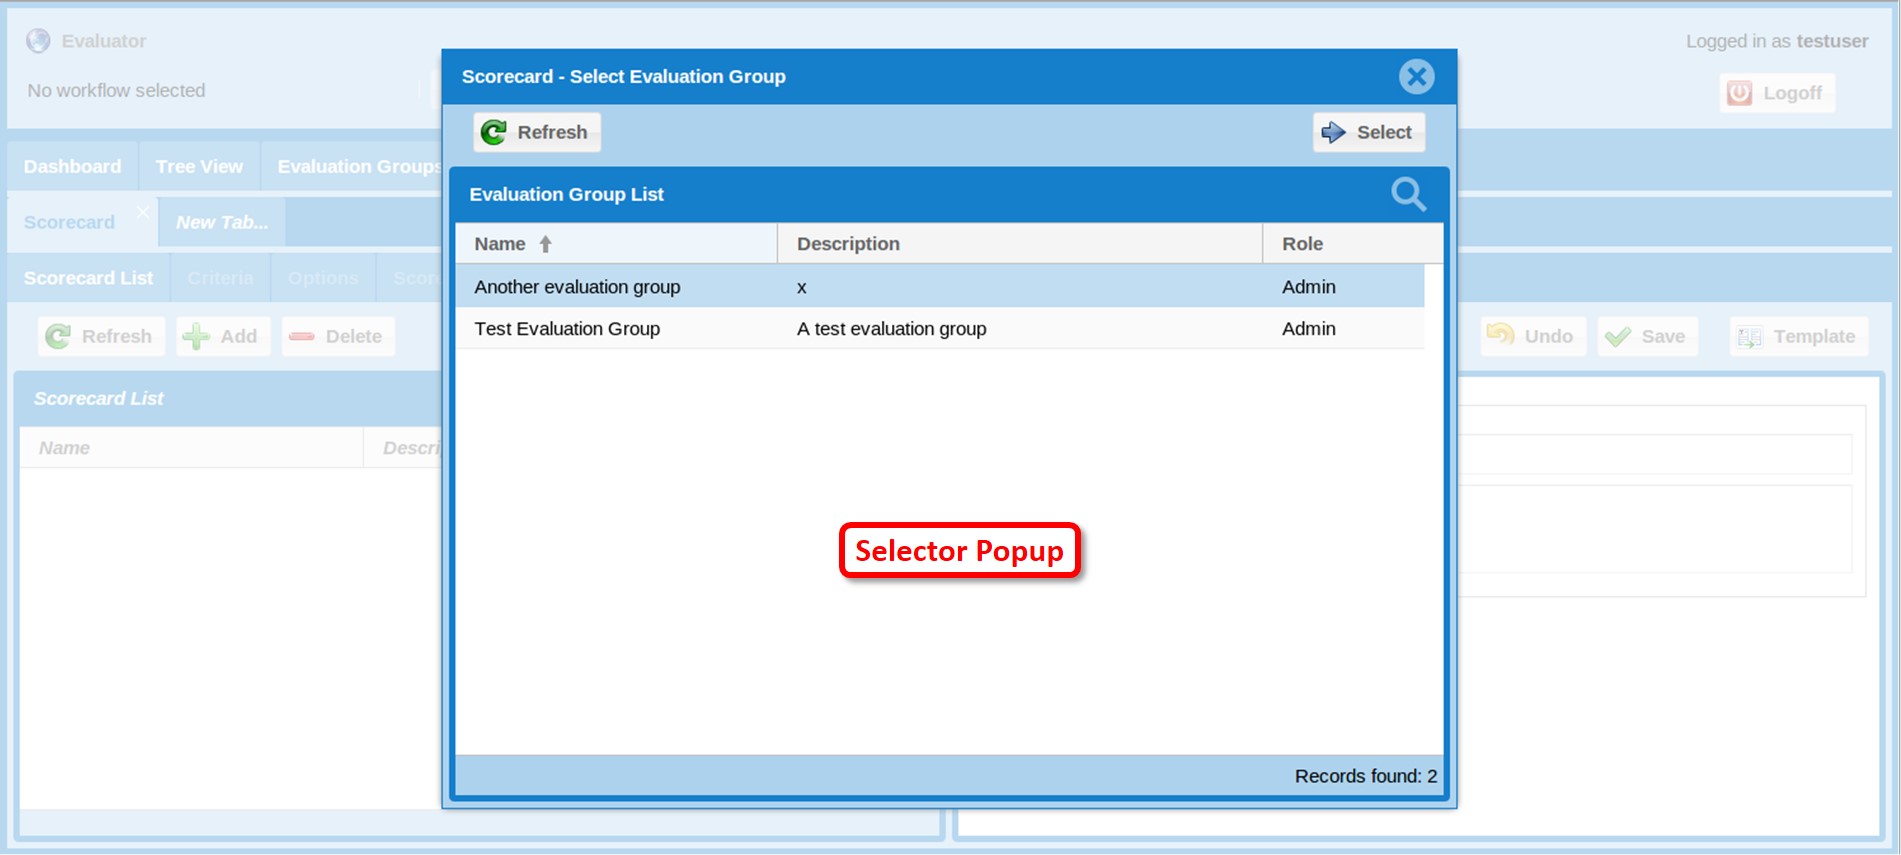 Evaluator
Logged in as testuser
No workflow selected
Logoff
Dashboard Tree View Evaluation Groups
Scorecard New Tab...
Scorecard List Criteria Options
Refresh Add Delete
Undo Save Template
Scorecard List
Name
Scorecard - Select Evaluation Group
Refresh Select
Evaluation Group List
Name Description Role
Another evaluation group x Admin
Test Evaluation Group A test evaluation group Admin
Selector Popup
Records found: 2